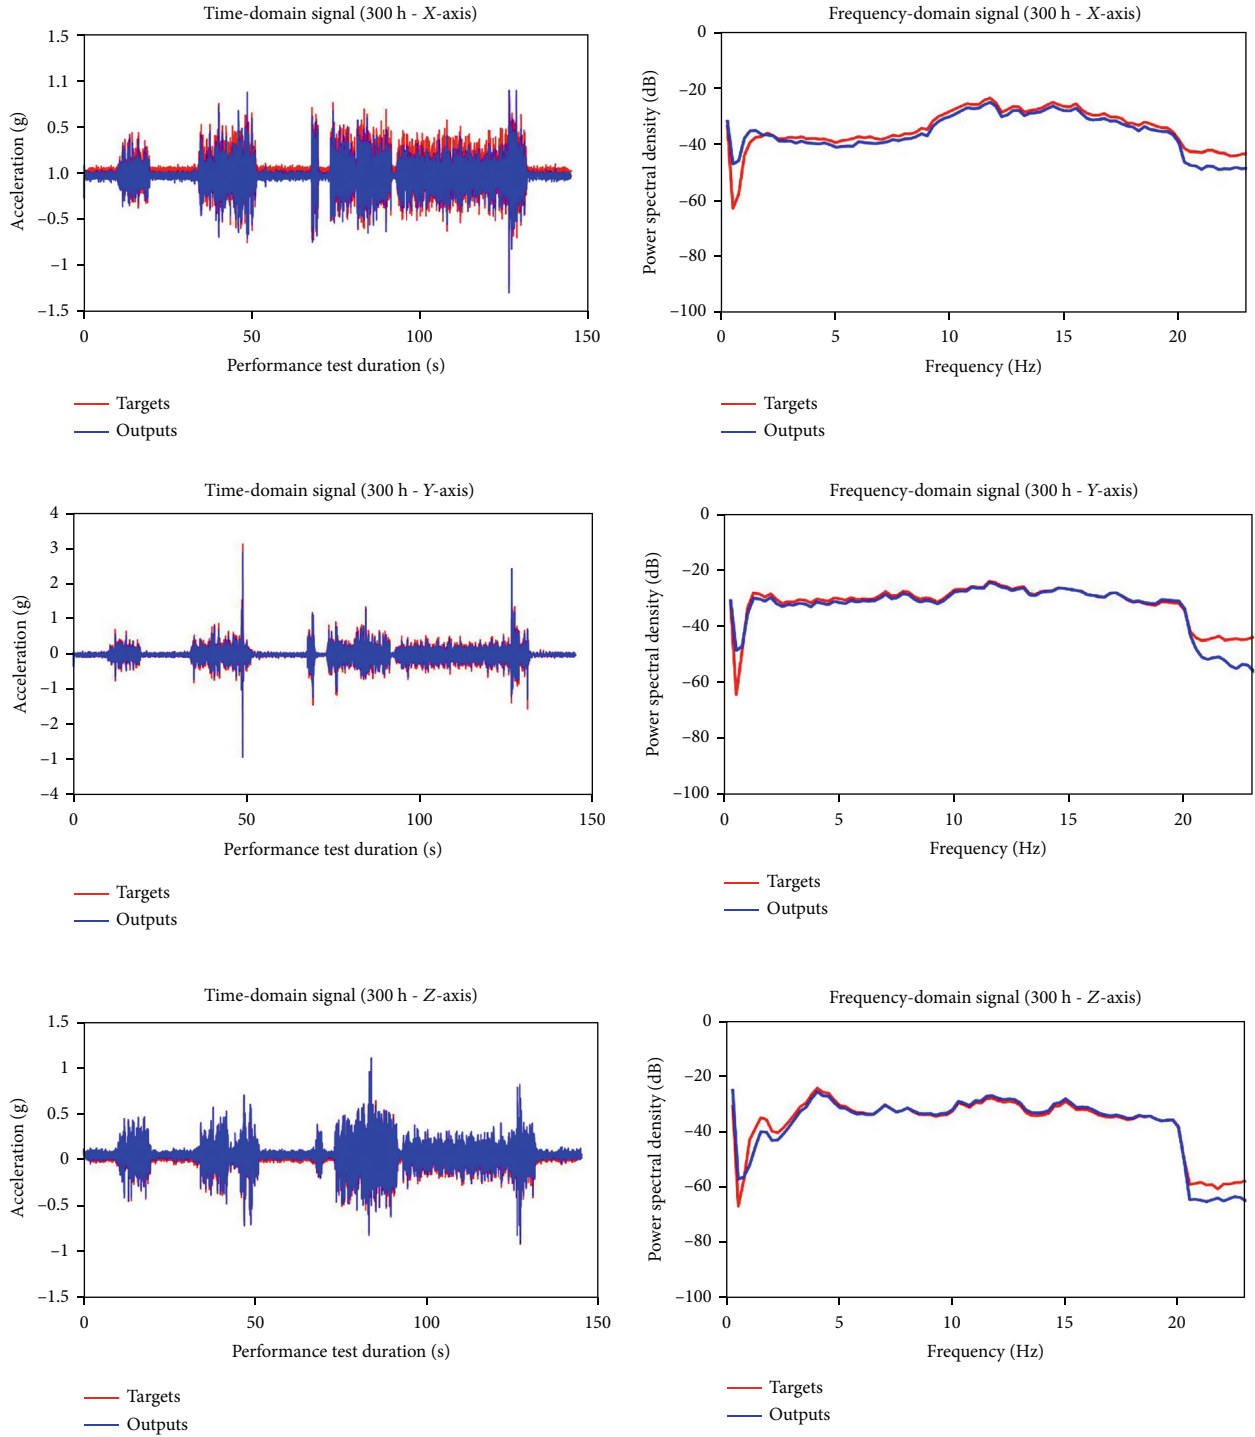 Time-domain signal (300 h - X-axis)
1.5
1.1
0.5
1.0
–0.5
–1
–1.5
Acceleration (g)
0
50
100
150
Performance test duration (s)
Targets
Outputs
Frequency-domain signal (300 h - X-axis)
0
–20
–40
–60
–80
–100
Power spectral density (dB)
0
5
10
15
20
Frequency (Hz)
Targets
Outputs
Time-domain signal (300 h - Y-axis)
4
3
2
1
0
–1
–2
–1
–4
Acceleration (g)
0
50
100
150
Performance test duration (s)
Targets
Outputs
Frequency-domain signal (300 h - Y-axis)
0
–20
–40
–60
–80
–100
Power spectral density (dB)
0
5
10
15
20
Frequency (Hz)
Targets
Outputs
Time-domain signal (300 h - Z-axis)
1.5
1
0.5
0
–0.5
–1
–1.5
Acceleration (g)
0
50
100
150
Performance test duration (s)
Targets
Outputs
Frequency-domain signal (300 h - Z-axis)
0
–20
–40
–60
–80
–100
Power spectral density (dB)
0
5
10
15
20
Frequency (Hz)
Targets
Outputs